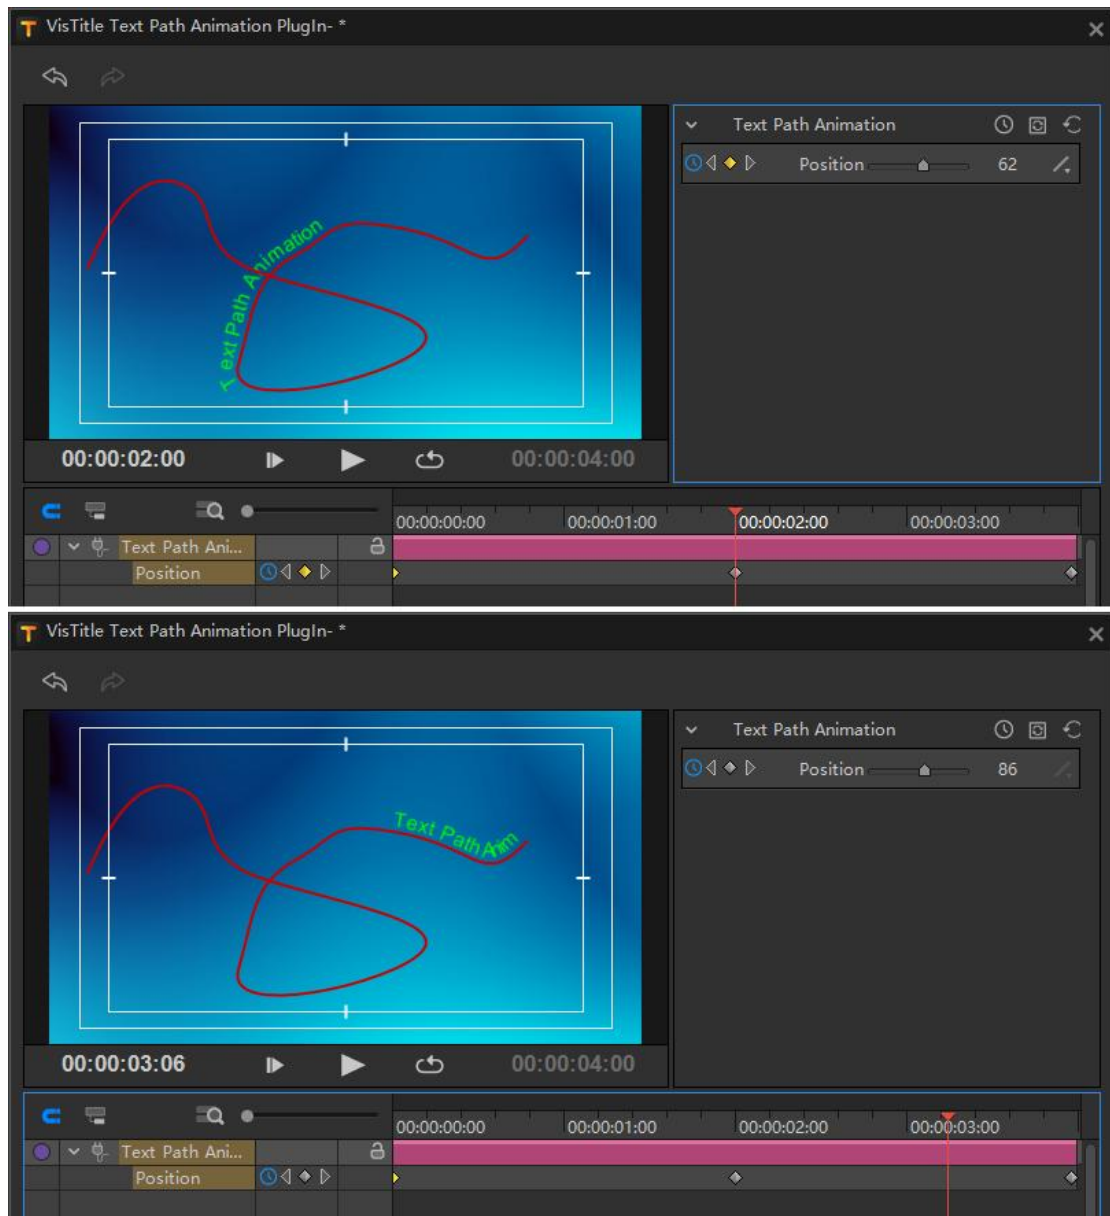 VisTitle Text Path Animation PlugIn- *
Text Path Animation
Position 62
Text Path Animation
00:00:02:00 00:00:04:00
00:00:00:00 00:00:01:00 00:00:02:00 00:00:03:00
Text Path Ani...
Position
VisTitle Text Path Animation PlugIn- *
Text Path Animation
Position 86
Text Path Anim
00:00:03:06 00:00:04:00
00:00:00:00 00:00:01:00 00:00:02:00 00:00:03:00
Text Path Ani...
Position